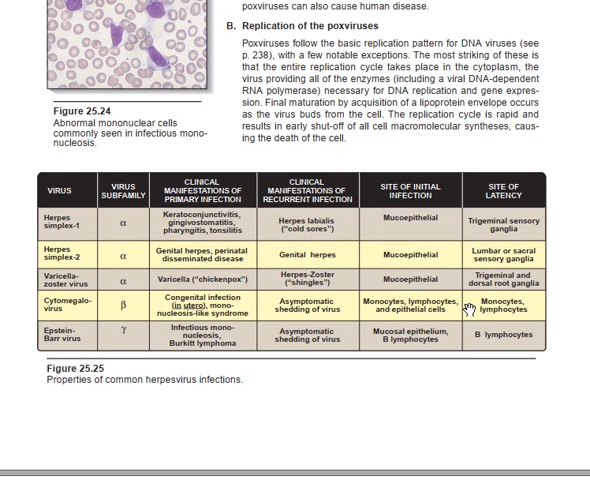 poxviruses can also cause human disease.
B. Replication of the poxviruses
Poxviruses follow the basic replication pattern for DNA viruses (see
p. 238), with a few notable exceptions. The most striking of these is
that the entire replication cycle takes place in the cytoplasm, the
virus providing all of the enzymes (including a viral DNA-dependent
RNA polymerase) necessary for DNA replication and gene expres-
sion. Final maturation by acquisition of a lipoprotein envelope occurs
as the virus buds from the cell. The replication cycle is rapid and
results in early shut-off of all cell macromolecular syntheses, caus-
ing the death of the cell.
Figure 25.24
Abnormal mononuclear cells
commonly seen in infectious mono-
nucleosis.
VIRUS
VIRUS
SUBFAMILY
CLINICAL
MANIFESTATIONS OF
PRIMARY INFECTION
CLINICAL
MANIFESTATIONS OF
RECURRENT INFECTION
SITE OF INITIAL
INFECTION
SITE OF
LATENCY
Herpes
simplex-1
α
Keratoconjunctivitis,
gingivostomatitis,
pharyngitis, tonsilitis
Herpes labialis
("cold sores")
Mucoepithelial
Trigeminal sensory
ganglia
Herpes
simplex-2
α
Genital herpes, perinatal
disseminated disease
Genital herpes
Mucoepithelial
Lumbar or sacral
sensory ganglia
Varicella-
zoster virus
α
Varicella ("chickenpox")
Herpes-Zoster
("shingles")
Mucoepithelial
Trigeminal and
dorsal root ganglia
Cytomegalo-
virus
β
Congenital infection
(in utero), mono-
nucleosis-like syndrome
Asymptomatic
shedding of virus
Monocytes, lymphocytes,
and epithelial cells
Monocytes,
lymphocytes
Epstein-
Barr virus
γ
Infectious mono-
nucleosis,
Burkitt lymphoma
Asymptomatic
shedding of virus
Mucosal epithelium,
B lymphocytes
B lymphocytes
Figure 25.25
Properties of common herpesvirus infections.